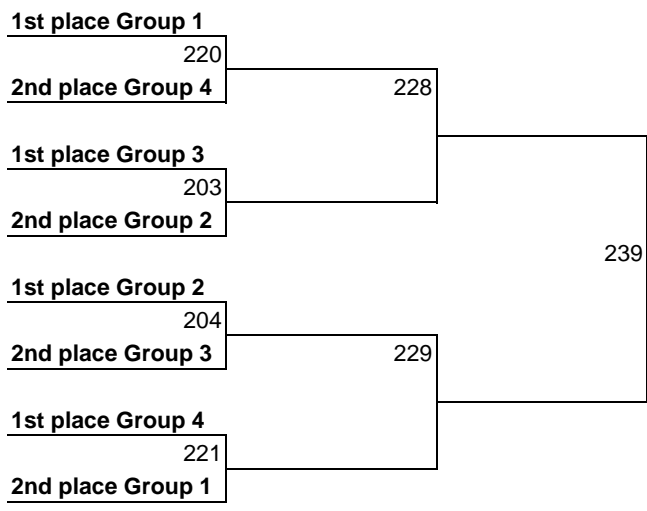 1st place Group 1
220
2nd place Group 4
228
1st place Group 3
203
2nd place Group 2
239
1st place Group 2
204
2nd place Group 3
229
1st place Group 4
221
2nd place Group 1